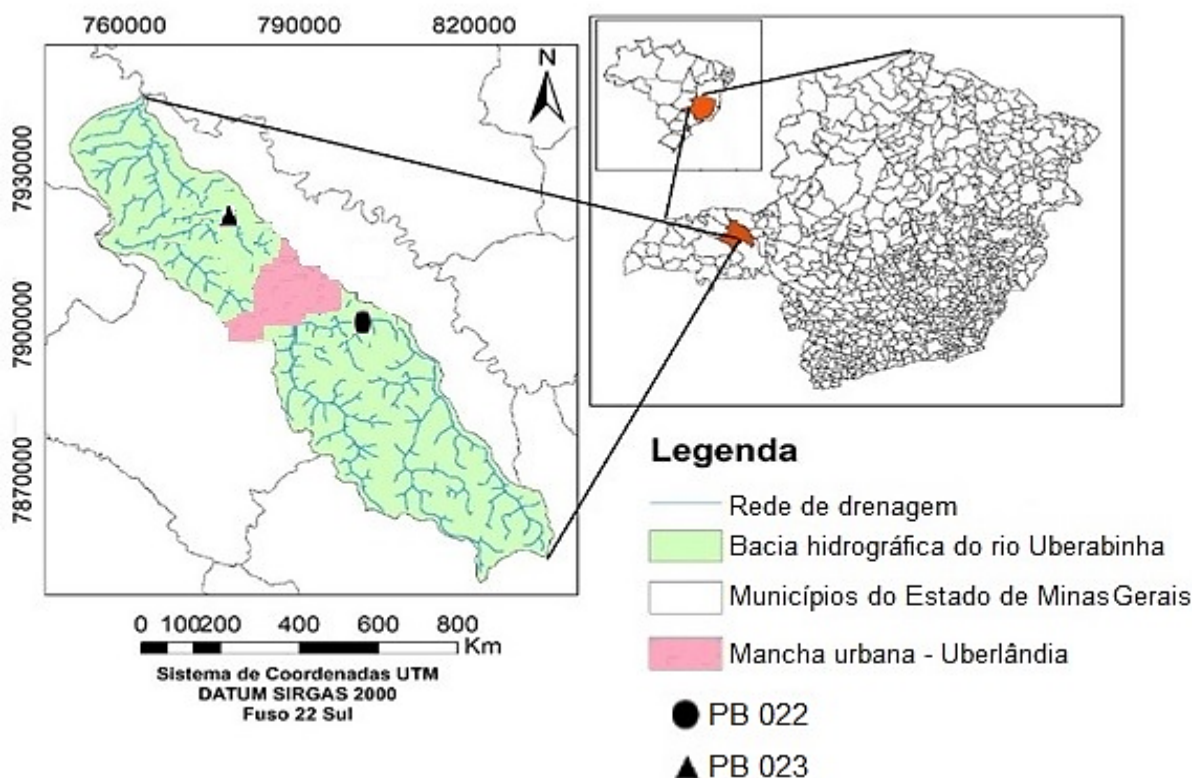 760000 790000 820000
N
7930000
7900000
7870000
0 100200 400 600 800
Km
Sistema de Coordenadas UTM
DATUM SIRGAS 2000
Fuso 22 Sul
Legenda
Rede de drenagem
Bacia hidrográfica do rio Uberabinha
Municípios do Estado de Minas Gerais
Mancha urbana - Uberlândia
PB 022
PB 023